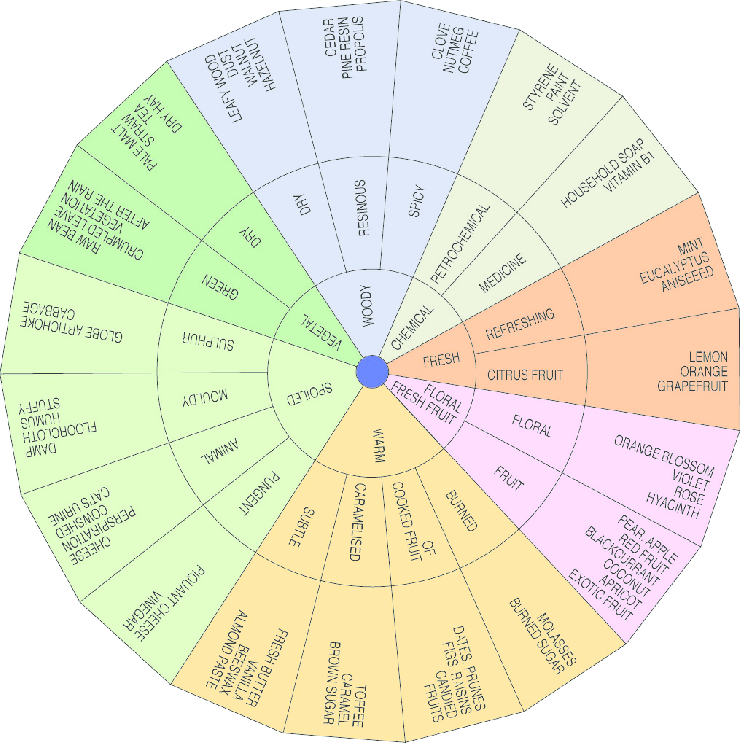 WOODY
DRY
LEAFY WOOD
DUST
WALNUT
HAZELNUT
RESINOUS
CEDAR
PINE RESIN
PROPOLIS
SPICY
CLOVE
NUTMEG
COFFEE
CHEMICAL
PETROCHEMICAL
STYRENE
PAINT
SOLVENT
MEDICINE
HOUSEHOLD SOAP
VITAMIN B1
FRESH
REFRESHING
MINT
EUCALYPTUS
ANISEEED
CITRUS FRUIT
LEMON
ORANGE
GRAPEFRUIT
FLORAL
FRESH FRUIT
FLORAL
ORANGE BLOSSOM
VIOLET
ROSE
HYACINTH
FRUIT
PEAR, APPLE
RED FRUIT
BLACKCURRANT
COCONUT
APRICOT
EXOTIC FRUIT
WARM
BURNED
MOLASSES
BURNED SUGAR
OF
COOKED FRUIT
DATES, PRUNES
FIGS, RAISINS
CANDIED
FRUITS
CARAMELISED
TOFFEE
CARAMEL
BROWN SUGAR
SUBTLE
FRESH BUTTER
VANILLA
BEESWAX
ALMOND PASTE
SPOILED
PUNGENT
PIQUANT CHEESE
VINEGAR
ANIMAL
CHEESE
PERSPIRATION
COWSHED
CAT'S URINE
MOULDY
DAMP
FLOORCLOTH
HUMUS
STUFFY
SULPHUR
GLOBE ARTICHOKE
CABBAGE
VEGETAL
GREEN
RAW BEAN
CRUMPLED LEAVE
VEGETATION
AFTER THE RAIN
DRY
PALE MALT
STRAW
TEA
DRY HAY